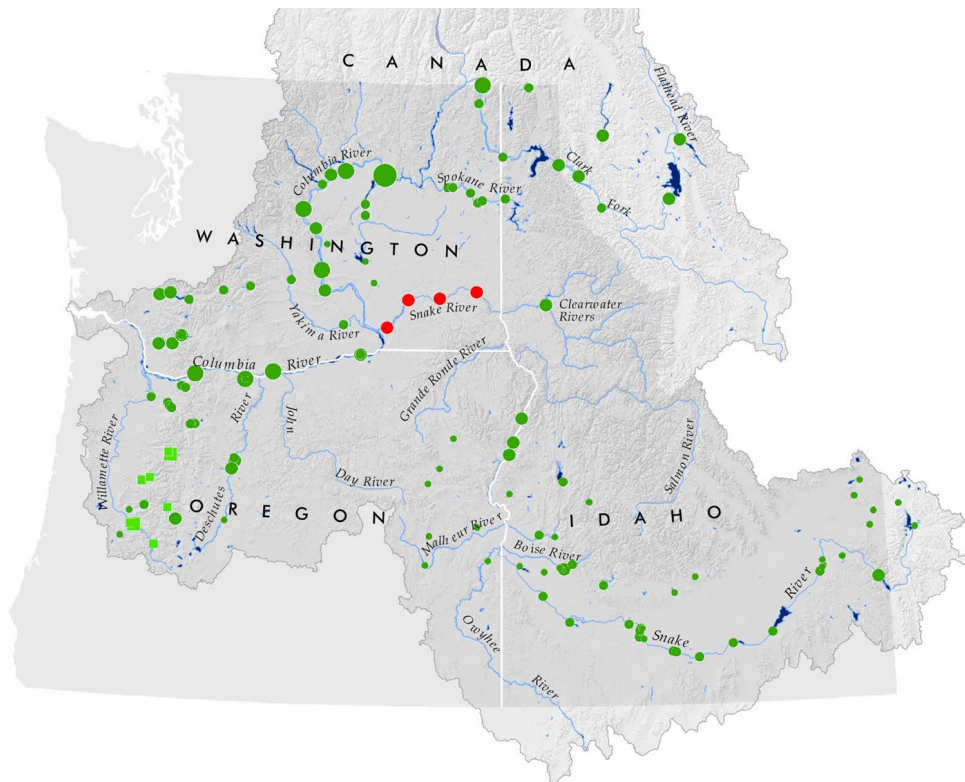 CANADA
Flathead River
Columbia River
Clark
Spokane River
Fork
WASHINGTON
Snake River
Clearwater
Rivers
Yakima River
Grande Ronde River
Columbia
River
River
John
Willamette River
Salmon River
Day River
OREGON
IDAHO
Deschutes
Malheur River
Boise River
River
Owyhee
Snake
River